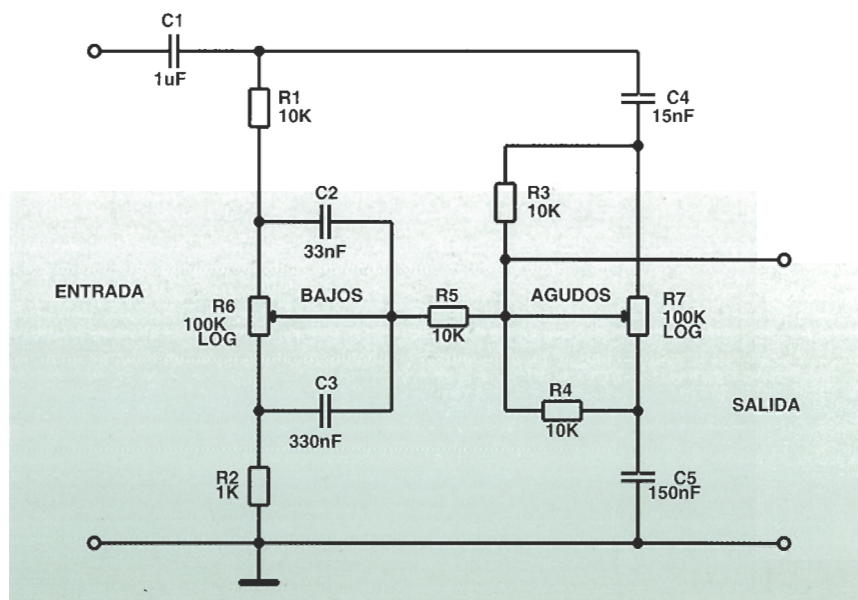 C1
1uF
R1
10K
C4
15nF
C2
33nF
R3
10K
ENTRADA
R6
100K
LOG
BAJOS
R5
10K
AGUDOS
R7
100K
LOG
C3
330nF
R4
10K
SALIDA
R2
1K
C5
150nF